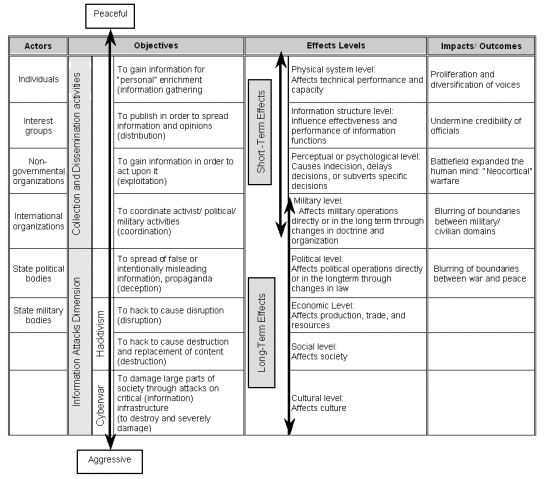 Peaceful
Actors
Objectives
Effects Levels
Impacts/ Outcomes
Individuals
Collection and Dissemination activities
To gain information for
"personal" enrichment
(information gathering
Short -Term Effects
Physical system level:
Affects technical performance and
capacity
Proliferation and
diversification of voices
Interest
groups
To publish in order to spread
information and opinions
(distribution)
Information structure level:
Influence effectiveness and
performance of information
functions
Undermine credibility of
officials
Non-
governmental
organizations
To gain information in order to
act upon it
(exploitation)
Perceptual or psychological level:
Causes indecision, delays
decisions, or subverts specific
decisions
Battlefield expanded the
human mind: "Neocortical"
warfare
International
organizations
To coordinate activist/ political/
military activities
(coordination)
Military level:
Affects military operations
directly or in the long term through
changes in doctrine and
organization
Blurring of boundaries
between military/
civilian domains
State political
bodies
Information Attacks Dimension
To spread of false or
intentionally misleading
information, propaganda
(deception)
Long-Term Effects
Political level:
Affects political operations directly
or in the longterm through
changes in law
Blurring of boundaries
between war and peace
State military
bodies
Hacktivism
To hack to cause disruption
(disruption)
Economic Level:
Affects production, trade, and
resources
To hack to cause destruction
and replacement of content
(destruction)
Social level:
Affects society
Cyberwar
To damage large parts of
society through attacks on
critical (information)
infrastructure
(to destroy and severely
damage)
Cultural level:
Affects culture
Aggressive